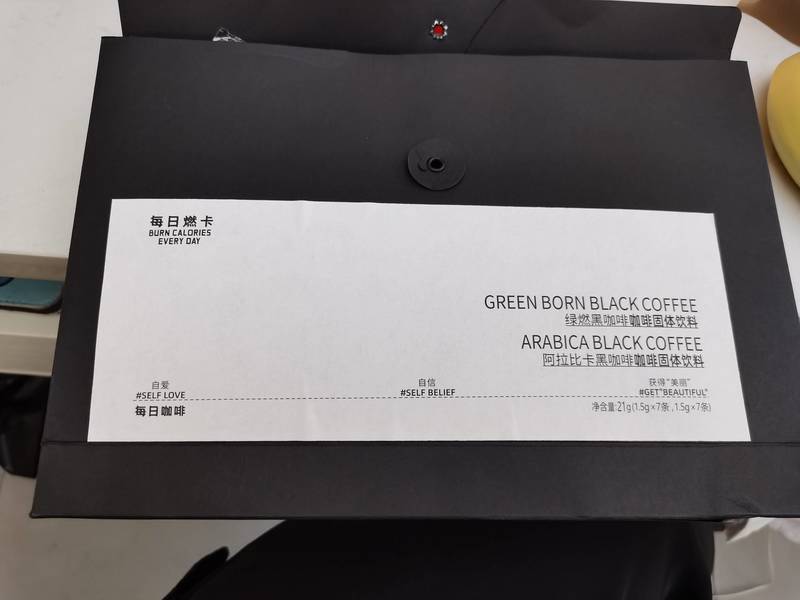 每日燃卡
BURN CALORIES
EVERY DAY
GREEN BORN BLACK COFFEE
绿燃黑咖啡咖啡固体饮料
ARABICA BLACK COFFEE
阿拉比卡黑咖啡咖啡固体饮料
自爱
#SELF LOVE
自信
#SELF BELIEF
获得“美丽”
#GET"BEAUTIFUL"
每日咖啡
净含量:21g(1.5g×7条,1.5g×7条)